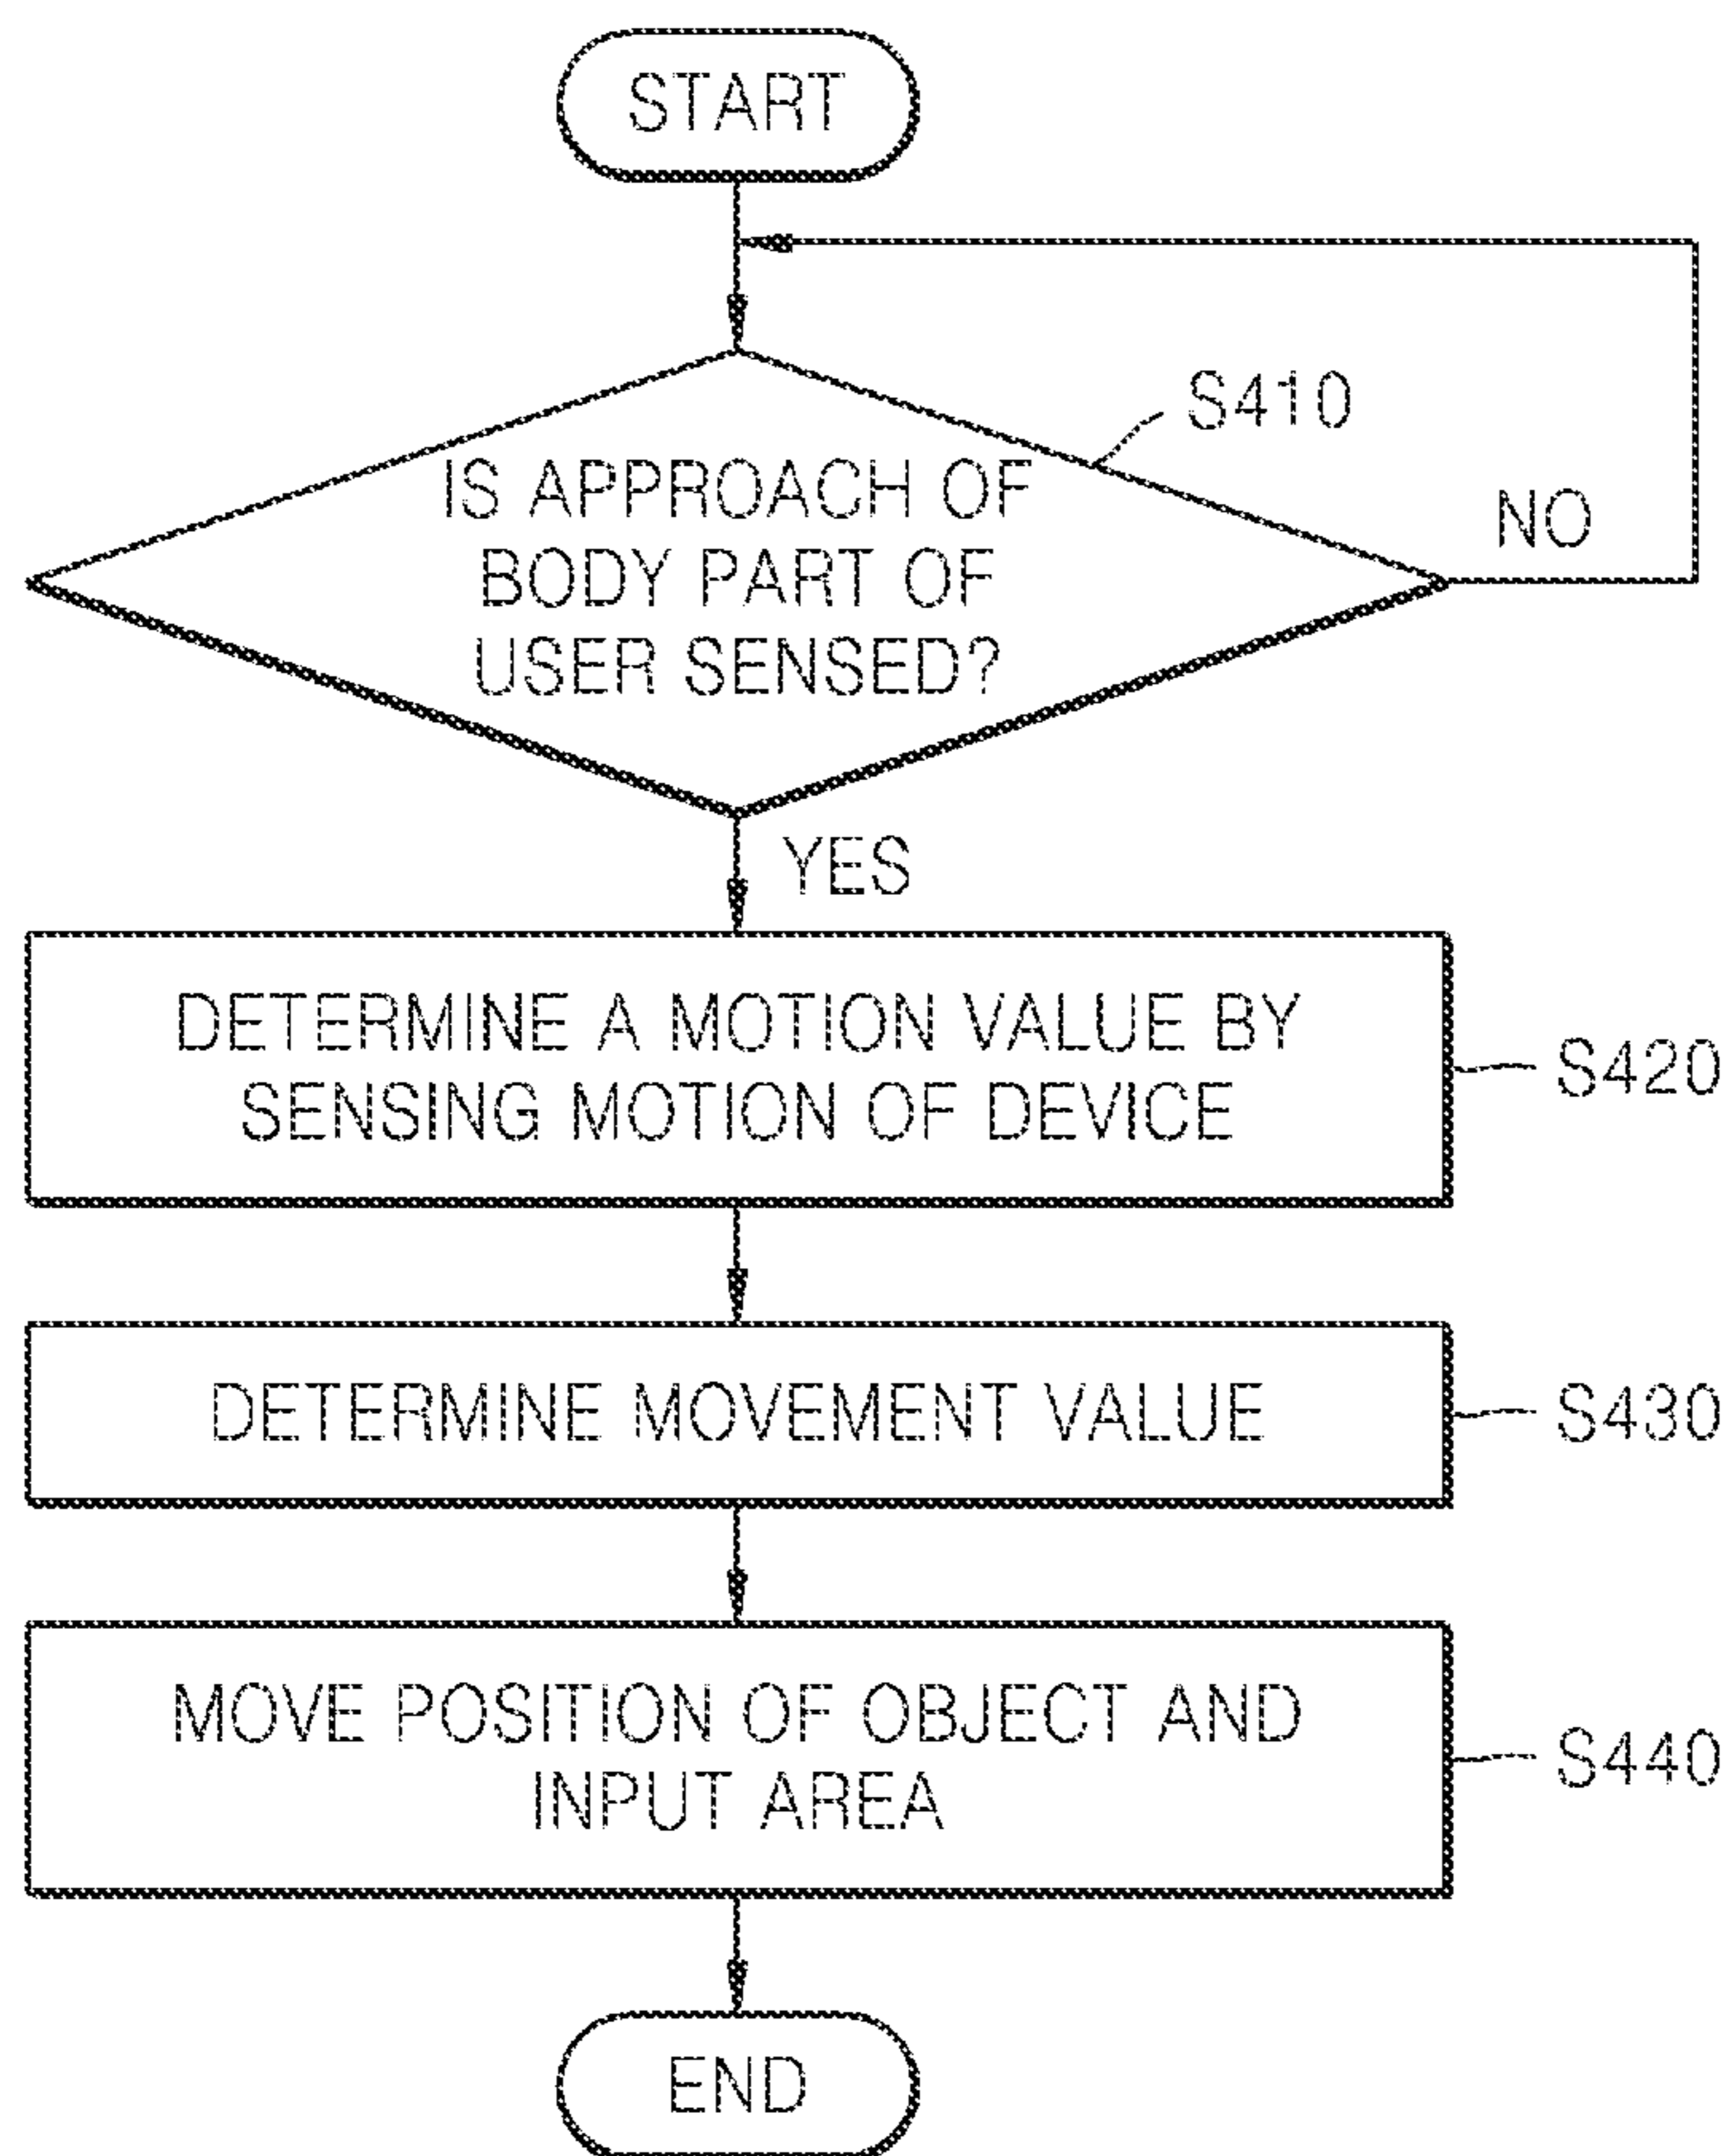 START
S410
IS APPROACH OF
BODY PART OF
USER SENSED?
NO
YES
DETERMINE A MOTION VALUE BY
SENSING MOTION OF DEVICE
S420
DETERMINE MOVEMENT VALUE
S430
MOVE POSITION OF OBJECT AND
INPUT AREA
S440
END